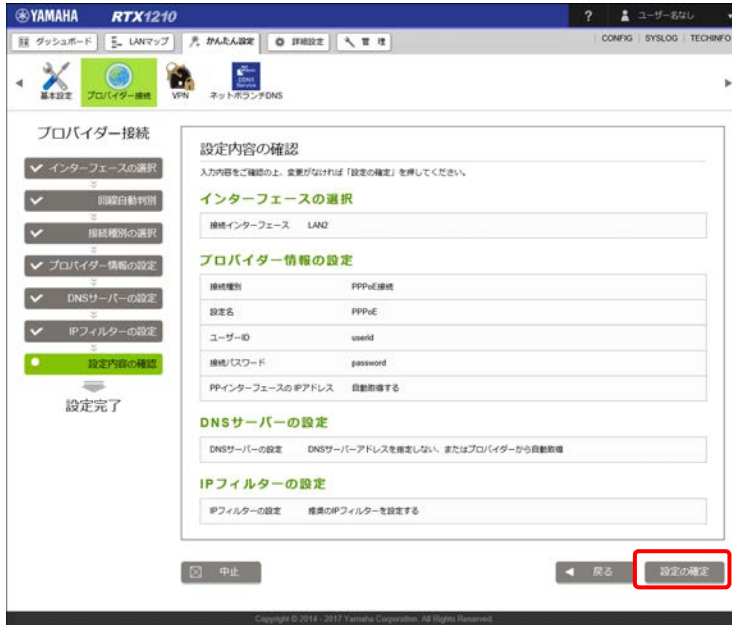 YAMAHA RTX1210 ? ユーザー名なし
ダッシュボード LANマップ かんたん設定 詳細設定 管理 CONFIG SYSLOG TECHINFO
基本設定 プロバイダー接続 VPN ネットボランチDNS
プロバイダー接続
インターフェースの選択
回線自動判別
接続種別の選択
プロバイダー情報の設定
DNSサーバーの設定
IPフィルターの設定
設定内容の確認
設定完了
設定内容の確認
入力内容をご確認の上、変更がなければ「設定の確定」を押してください。
インターフェースの選択
接続インターフェース LAN2
プロバイダー情報の設定
接続種別 PPPoE接続
設定名 PPPoE
ユーザーID userid
接続パスワード password
PPインターフェースのIPアドレス 自動取得する
DNSサーバーの設定
DNSサーバーの設定 DNSサーバーアドレスを指定しない、またはプロバイダーから自動取得
IPフィルターの設定
IPフィルターの設定 推奨のIPフィルターを設定する
中止 戻る 設定の確定
Copyright © 2014 - 2017 Yamaha Corporation. All Rights Reserved.